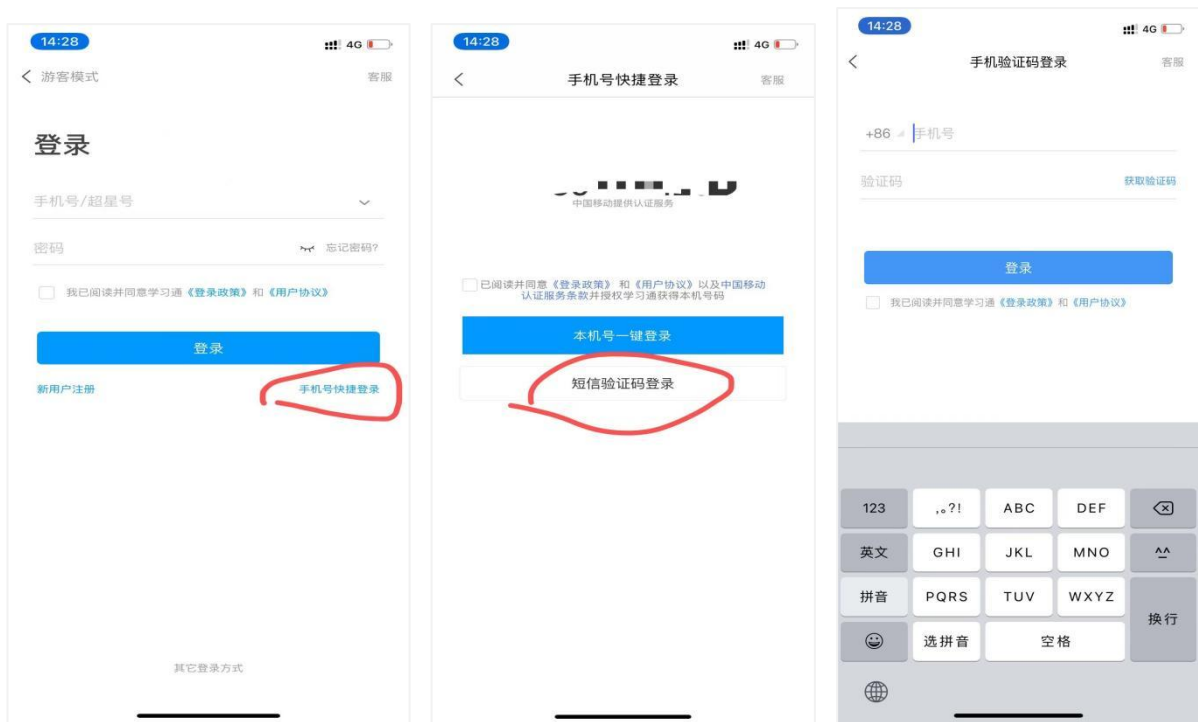 14:28
4G
游客模式
客服
登录
手机号/超星号
密码
忘记密码?
我已阅读并同意学习通《登录政策》和《用户协议》
登录
新用户注册
手机号快捷登录
其它登录方式
14:28
4G
手机号快捷登录
客服
中国移动提供认证服务
已阅读并同意《登录政策》 和《用户协议》以及中国移动
认证服务条款并授权学习通获得本机号码
本机号一键登录
短信验证码登录
14:28
4G
手机验证码登录
客服
+86 手机号
验证码
获取验证码
登录
我已阅读并同意学习通《登录政策》和《用户协议》
123 ,。?! ABC DEF
英文 GHI JKL MNO ^^
拼音 PQRS TUV WXYZ
换行
选拼音 空格